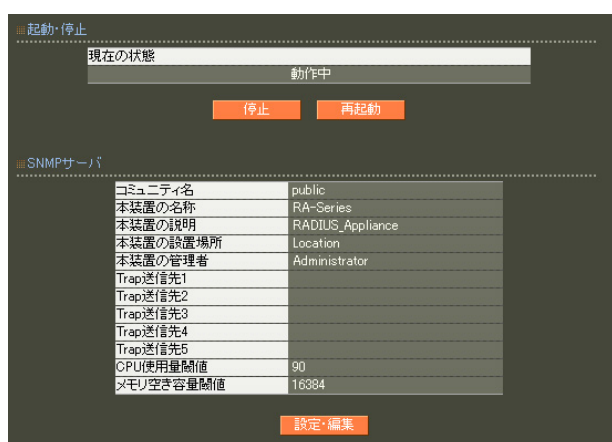 起動・停止
現在の状態
動作中
停止 再起動
SNMPサーバ
コミュニティ名 public
本装置の名称 RA-Series
本装置の説明 RADIUS_Appliance
本装置の設置場所 Location
本装置の管理者 Administrator
Trap送信先1
Trap送信先2
Trap送信先3
Trap送信先4
Trap送信先5
CPU使用量閾値 90
メモリ空き容量閾値 16384
設定・編集